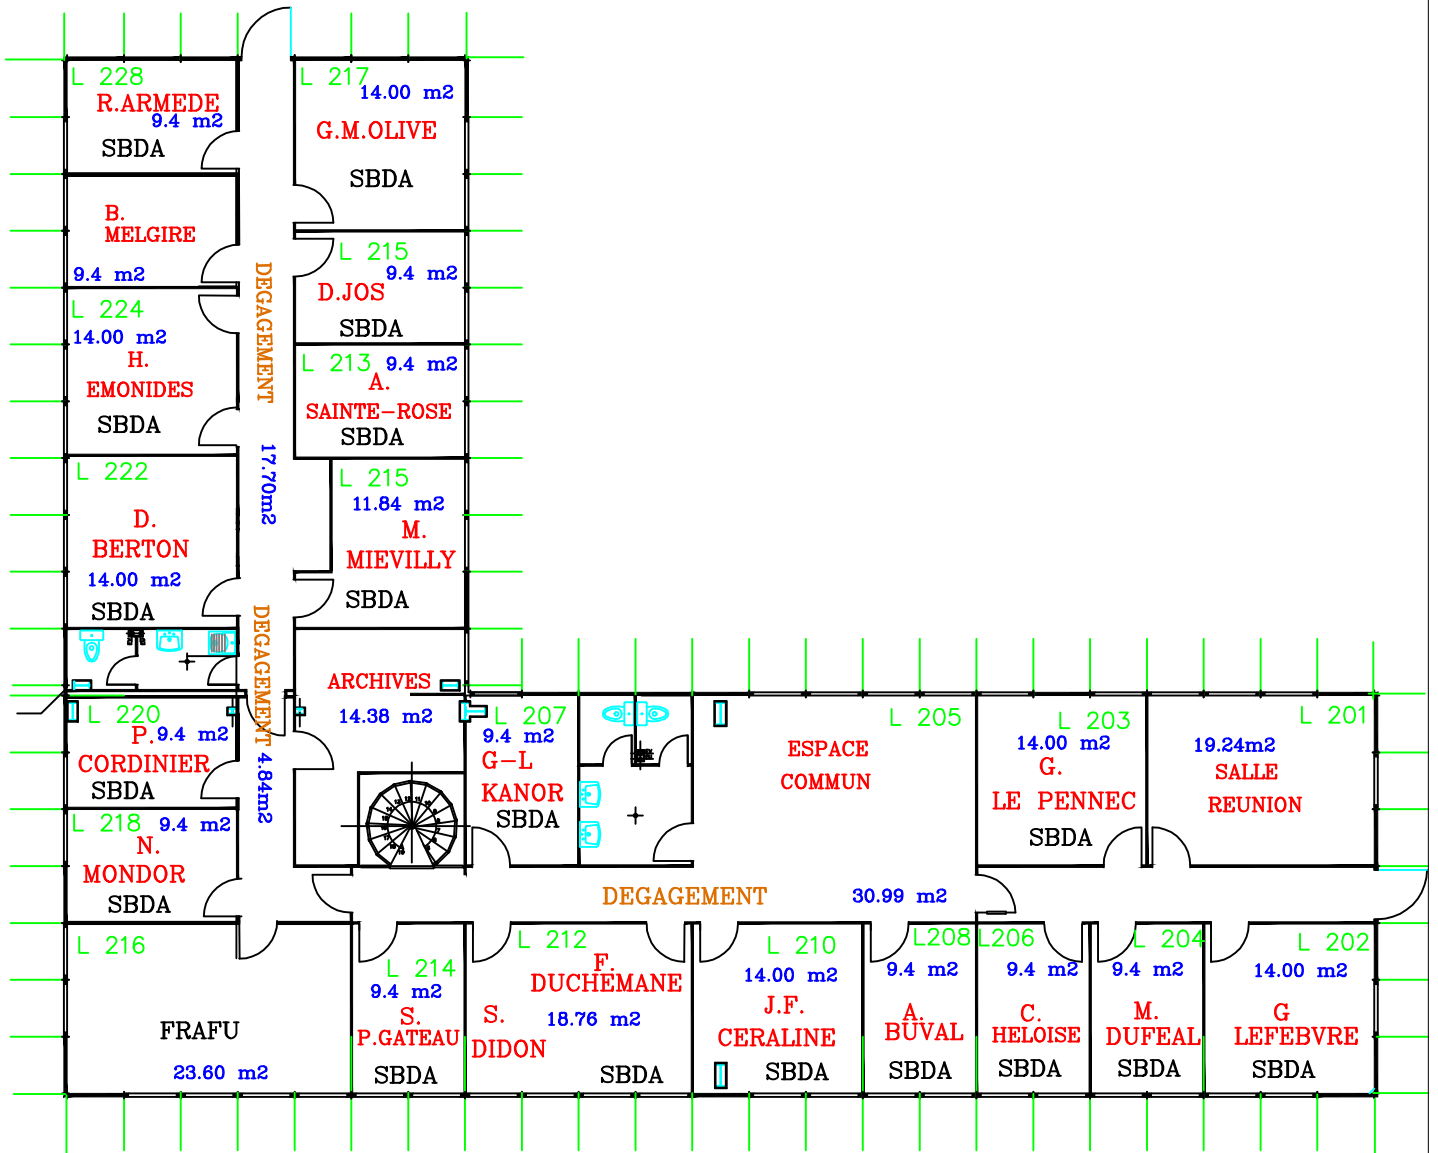 L 228
R.ARMEDE
9.4 m2
SBDA
L 217
14.00 m2
G.M.OLIVE
SBDA
B.
MELGIRE
9.4 m2
L 215
9.4 m2
D.JOS
SBDA
DEGAGEMENT
17.70m2
L 224
14.00 m2
H.
EMONIDES
SBDA
L 213
9.4 m2
A.
SAINTE-ROSE
SBDA
L 222
D.
BERTON
14.00 m2
SBDA
L 215
11.84 m2
M.
MIEVILLY
SBDA
DEGAGEMENT
4.84m2
ARCHIVES
14.38 m2
L 220
P.
9.4 m2
CORDINIER
SBDA
L 218
9.4 m2
N.
MONDOR
SBDA
L 207
9.4 m2
G-L
KANOR
SBDA
L 205
ESPACE
COMMUN
L 203
14.00 m2
G.
LE PENNEC
SBDA
L 201
19.24m2
SALLE
REUNION
DEGAGEMENT
30.99 m2
L 216
FRAFU
23.60 m2
L 214
9.4 m2
S.
P.GATEAU
SBDA
L 212
F.
DUCHEMANE
S.
18.76 m2
DIDON
SBDA
L 210
14.00 m2
J.F.
CERALINE
SBDA
L208
9.4 m2
A.
BUVAL
SBDA
L206
9.4 m2
C.
HELOISE
SBDA
L 204
9.4 m2
M.
DUFEAL
SBDA
L 202
14.00 m2
G
LEFEBVRE
SBDA